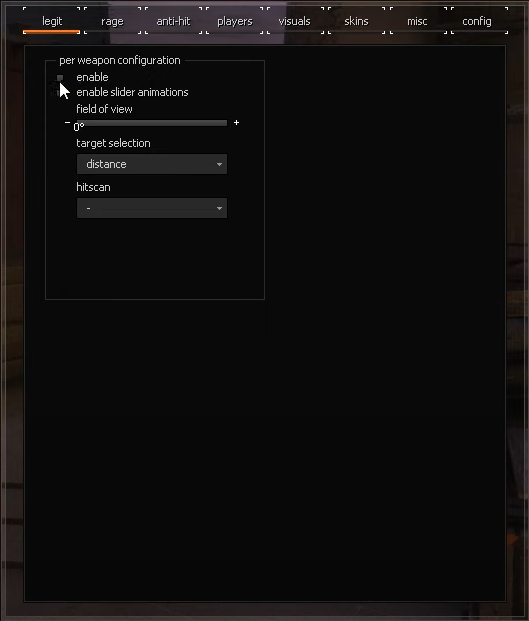 legit rage anti-hit players visuals skins misc config
per weapon configuration
enable
enable slider animations
field of view
- 0° +
target selection
distance
hitscan
-